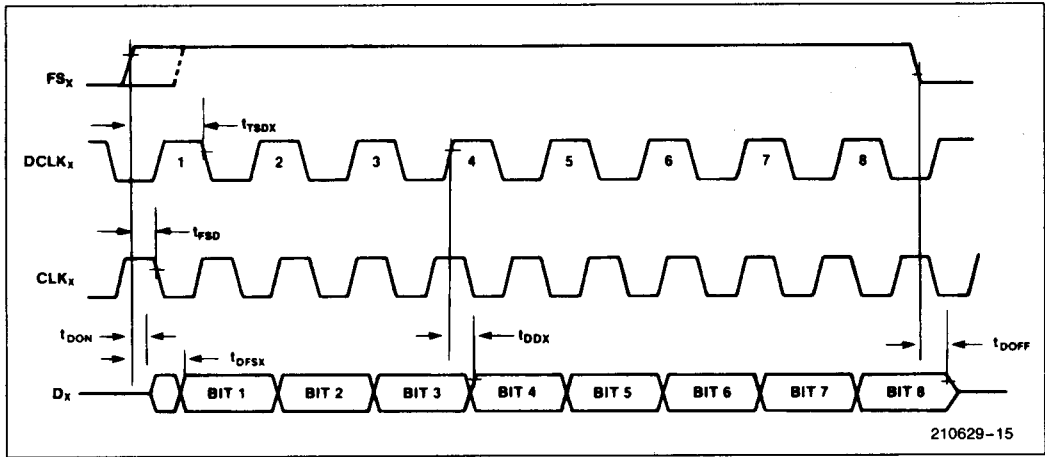 FSX
tTSDX
DCLKX 1 2 3 4 5 6 7 8
tFSD
CLKX
tDON tDFSX tDDX tDOFF
DX BIT 1 BIT 2 BIT 3 BIT 4 BIT 5 BIT 6 BIT 7 BIT 8
210629-15